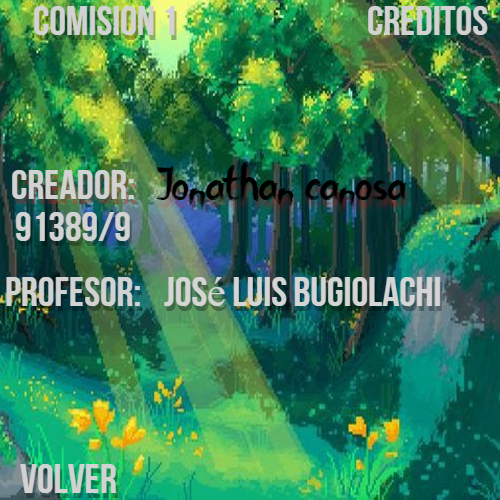 COMISION 1 CREDITOS
CREADOR: Jonathan canosa
91389/9
PROFESOR: JOSé LUIS BUGIOLACHI
VOLVER